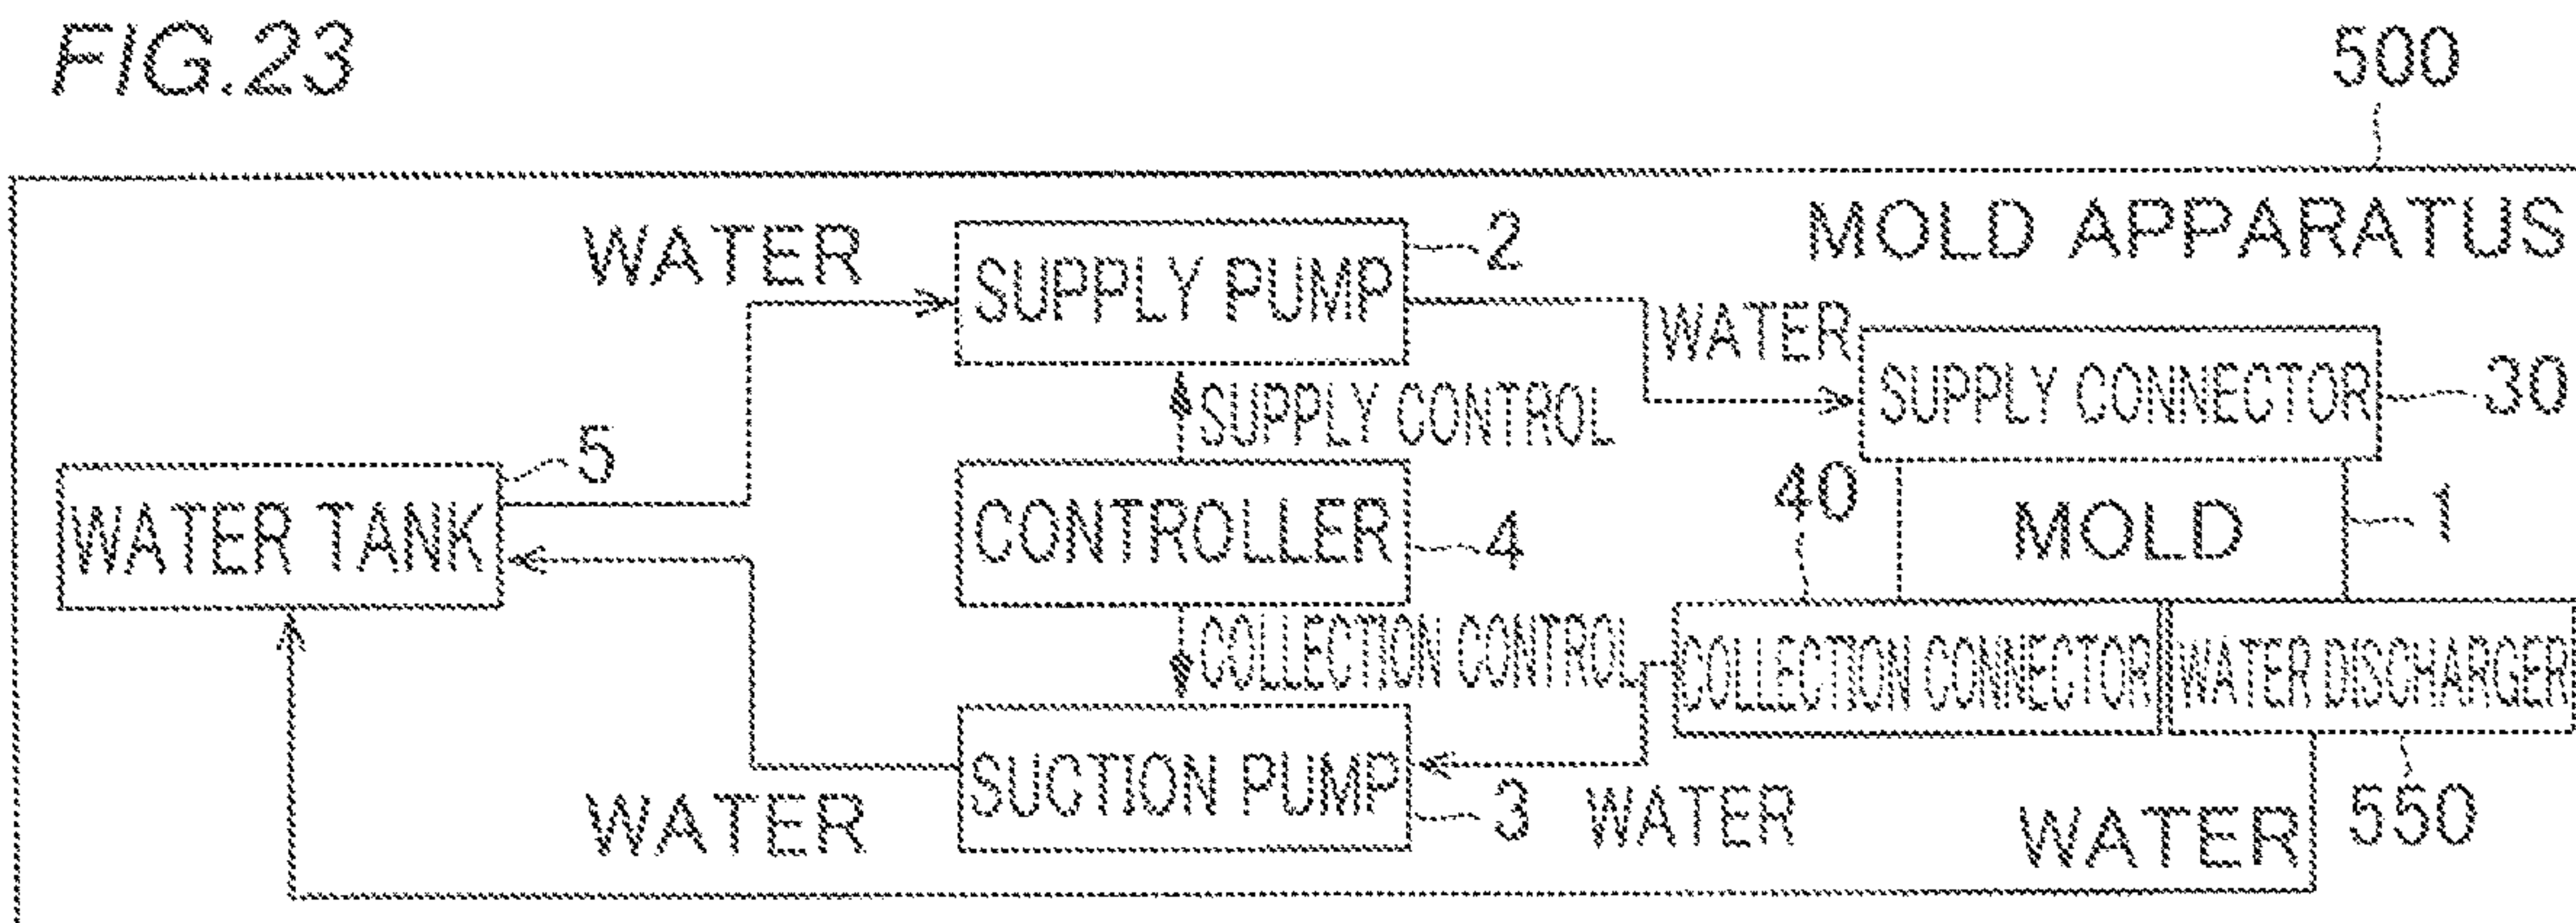 FIG.23
500
MOLD APPARATUS
WATER
SUPPLY PUMP
2
WATER
SUPPLY CONNECTOR
30
SUPPLY CONTROL
5
WATER TANK
CONTROLLER
4
40
MOLD
1
COLLECTION CONTROL
COLLECTION CONNECTOR
WATER DISCHARGER
SUCTION PUMP
3
WATER
WATER
WATER
550